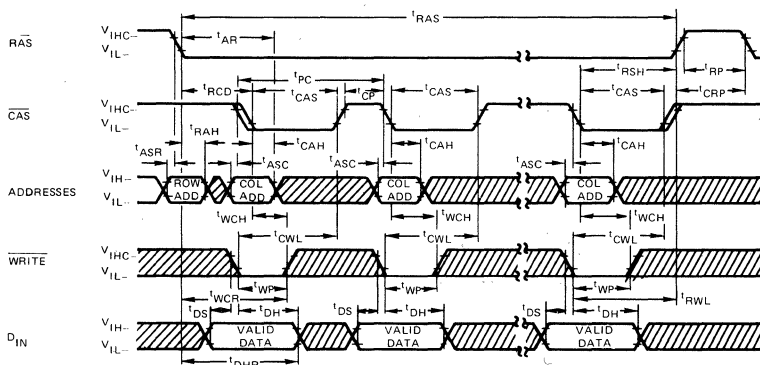 tRAS
RAS VIHC
VIL
tAR
tRSH tRP
tRCD tPC tCAS tCP tCAS tCAS tCRP
CAS VIHC
VIL
tASR tRAH tASC tCAH tASC tCAH tASC tCAH
ADDRESSES VIH
VIL
ROW ADD COL ADD COL ADD COL ADD
tWCH tWCH tWCH
tCWL tCWL tCWL
WRITE VIHC
VIL
tWP tWP tWP
tWCR tRWL
tDS tDH tDS tDH tDS tDH
DIN VIH
VIL
VALID DATA VALID DATA VALID DATA
tDHR